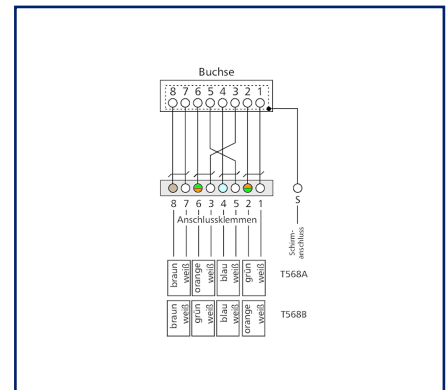 Buchse
8 7 6 5 4 3 2 1
8 7 6 3 4 5 2 1
S
Anschlussklemmen
Schirm-
anschluss
braun weiß orange weiß blau weiß grün weiß T568A
braun weiß grün weiß blau weiß orange weiß T568B